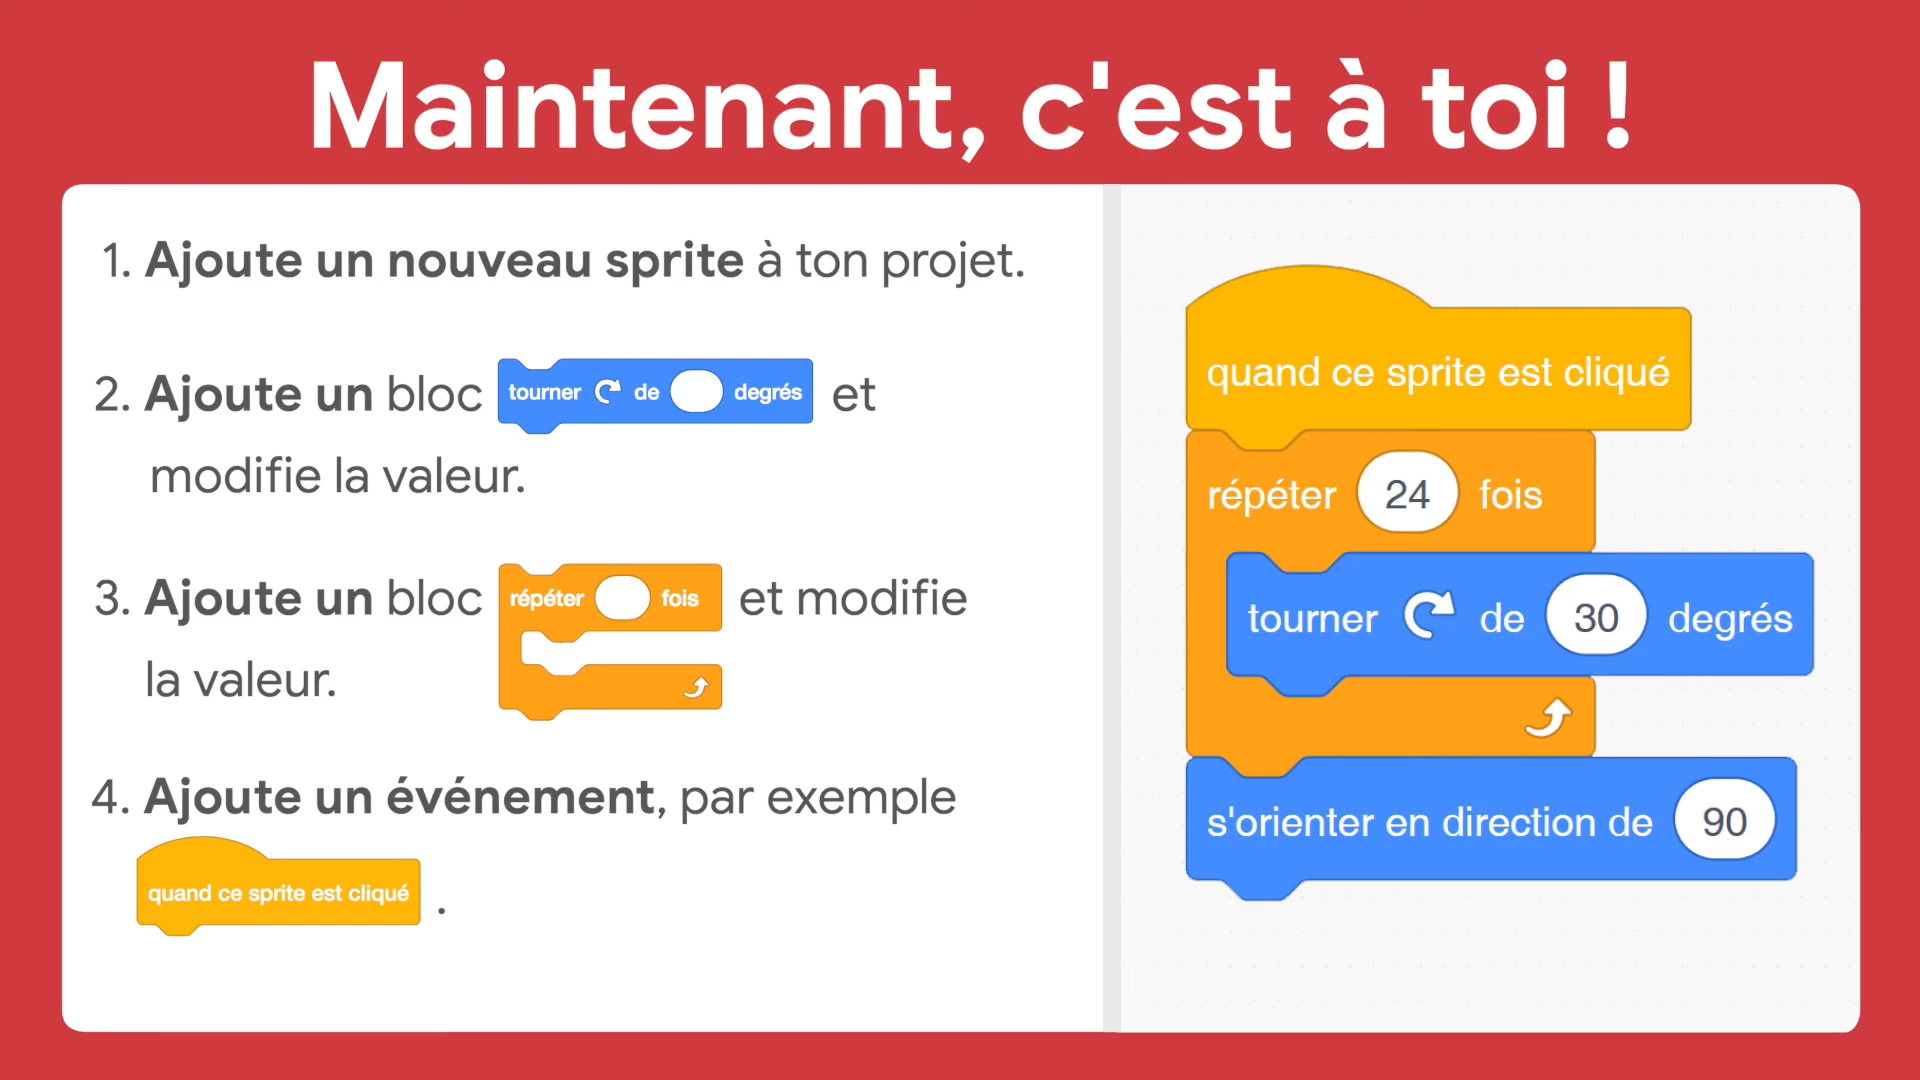 Maintenant, c'est à toi !
1. Ajoute un nouveau sprite à ton projet.
2. Ajoute un bloc tourner de degrés et
modifie la valeur.
3. Ajoute un bloc répéter fois et modifie
la valeur.
4. Ajoute un événement, par exemple
quand ce sprite est cliqué .
quand ce sprite est cliqué
répéter 24 fois
tourner de 30 degrés
s'orienter en direction de 90